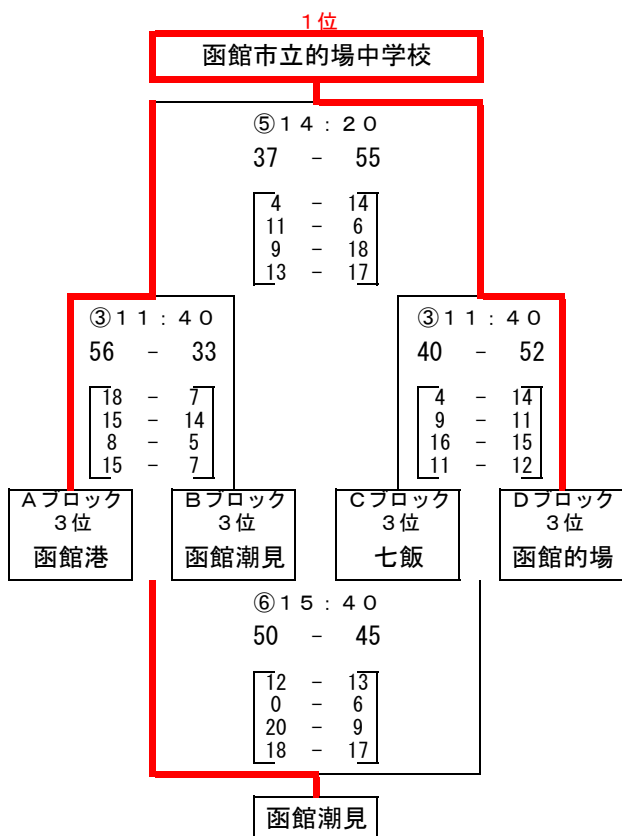 １位
函館市立的場中学校
⑤１４：２０
37 － 55
4 － 14
11 － 6
9 － 18
13 － 17
③１１：４０
56 － 33
18 － 7
15 － 14
8 － 5
15 － 7
③１１：４０
40 － 52
4 － 14
9 － 11
16 － 15
11 － 12
Ａブロック
３位
函館港
Ｂブロック
３位
函館潮見
Ｃブロック
３位
七飯
Ｄブロック
３位
函館的場
⑥１５：４０
50 － 45
12 － 13
0 － 6
20 － 9
18 － 17
函館潮見